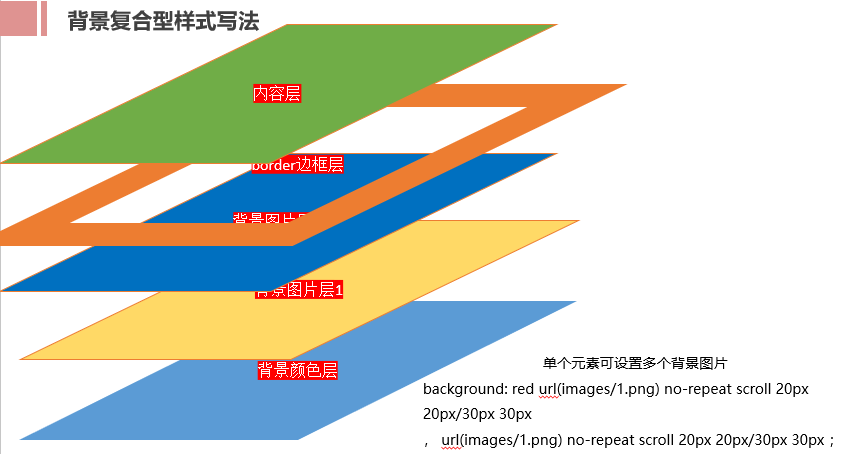 背景复合型样式写法
内容层
border边框层
背景图片层
背景图片层1
背景颜色层
单个元素可设置多个背景图片
background: red url(images/1.png) no-repeat scroll 20px
20px/30px 30px
， url(images/1.png) no-repeat scroll 20px 20px/30px 30px；